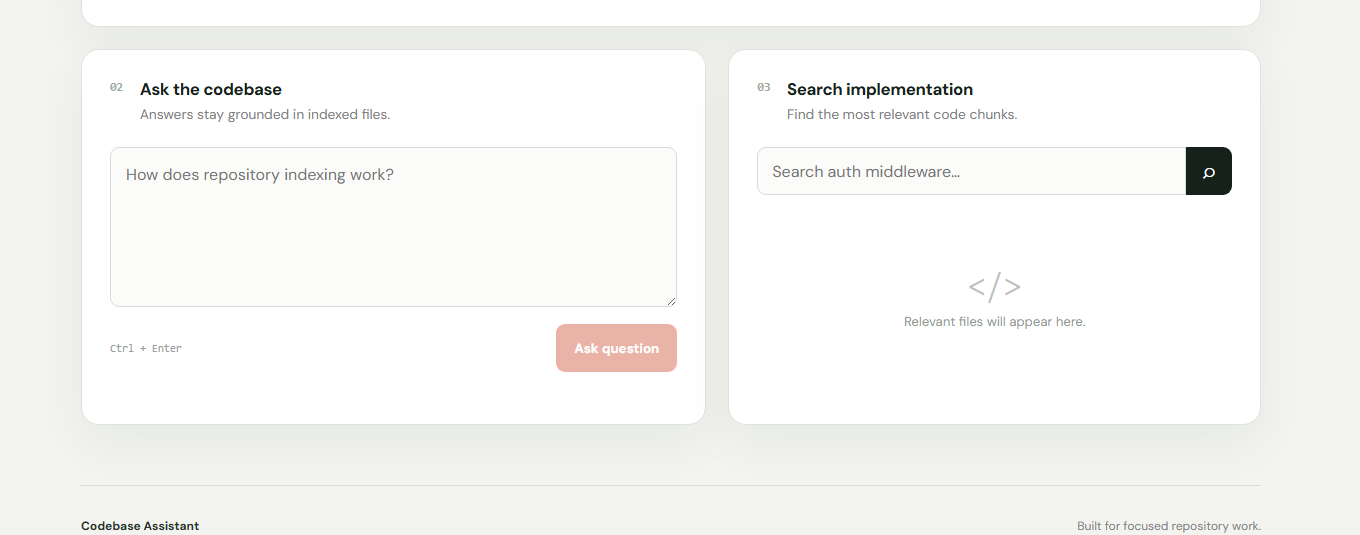 02
Ask the codebase
Answers stay grounded in indexed files.
How does repository indexing work?
Ctrl + Enter
Ask question
03
Search implementation
Find the most relevant code chunks.
Search auth middleware...
</>
Relevant files will appear here.
Codebase Assistant
Built for focused repository work.